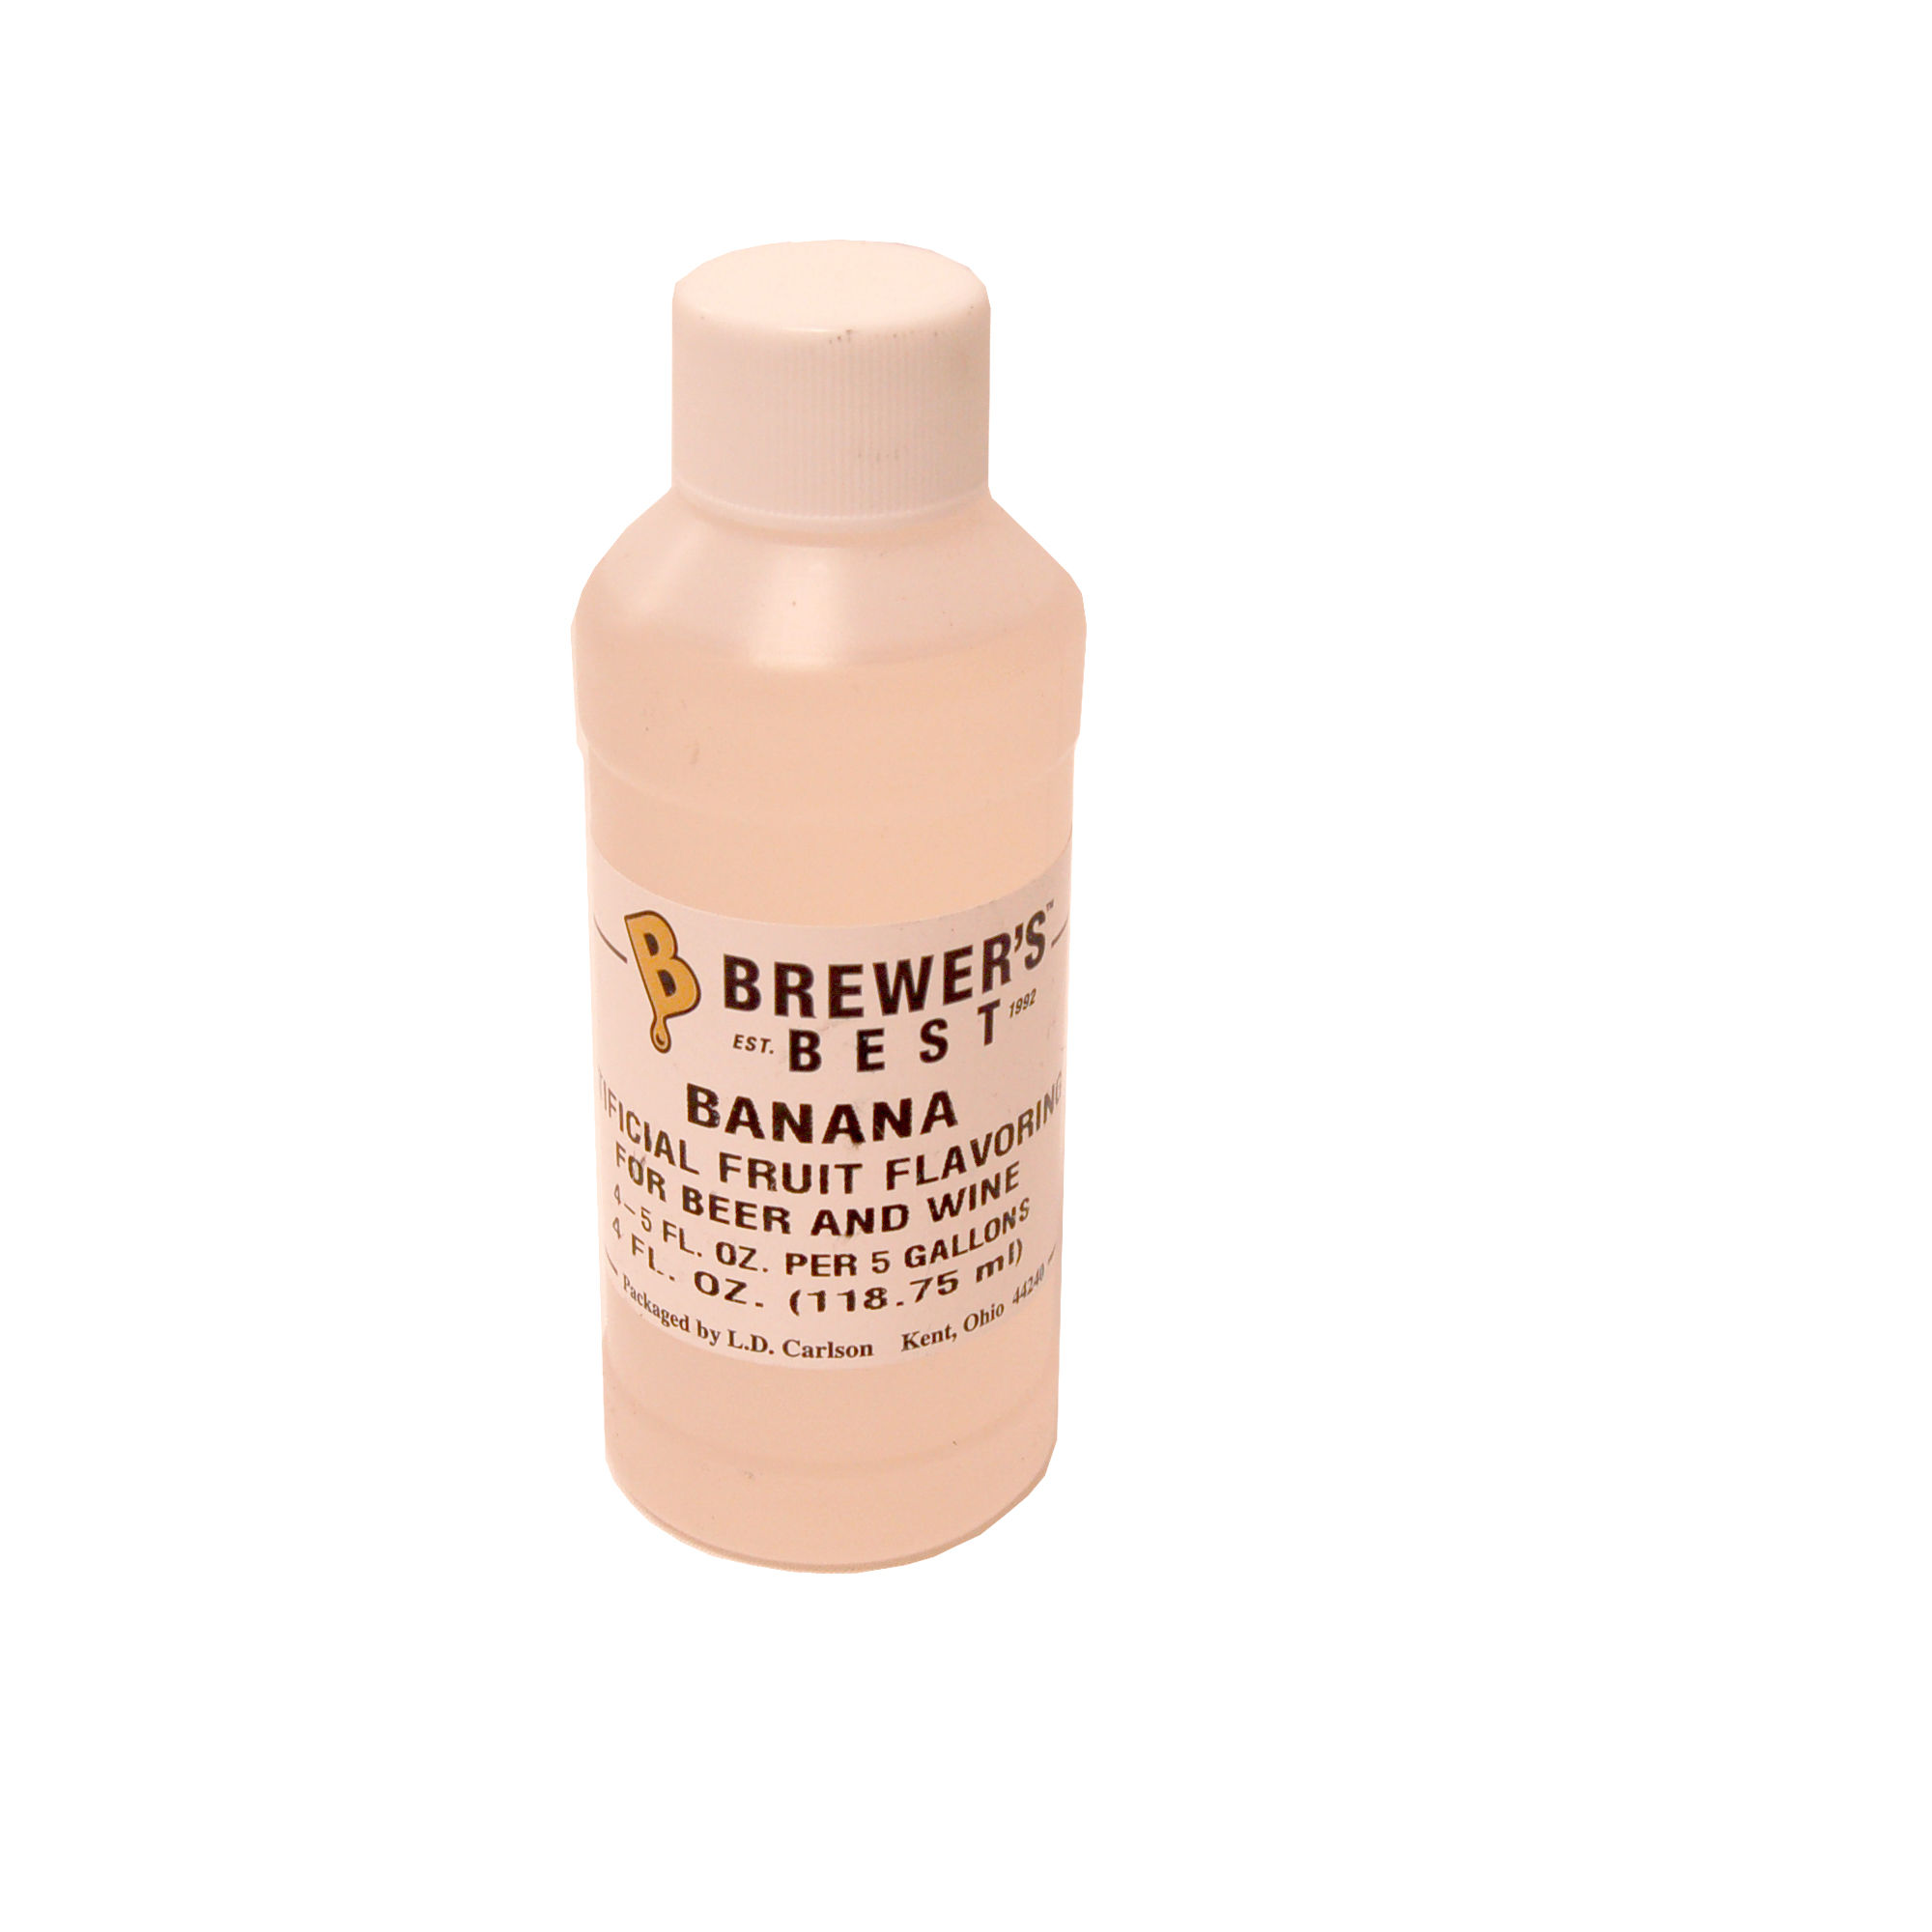 B BREWER'S™
EST. BEST 1992
BANANA
TIFICIAL FRUIT FLAVORING
FOR BEER AND WINE
4-5 FL. OZ. PER 5 GALLONS
4 FL. OZ. (118.75 ml)
Packaged by L.D. Carlson Kent, Ohio 44240